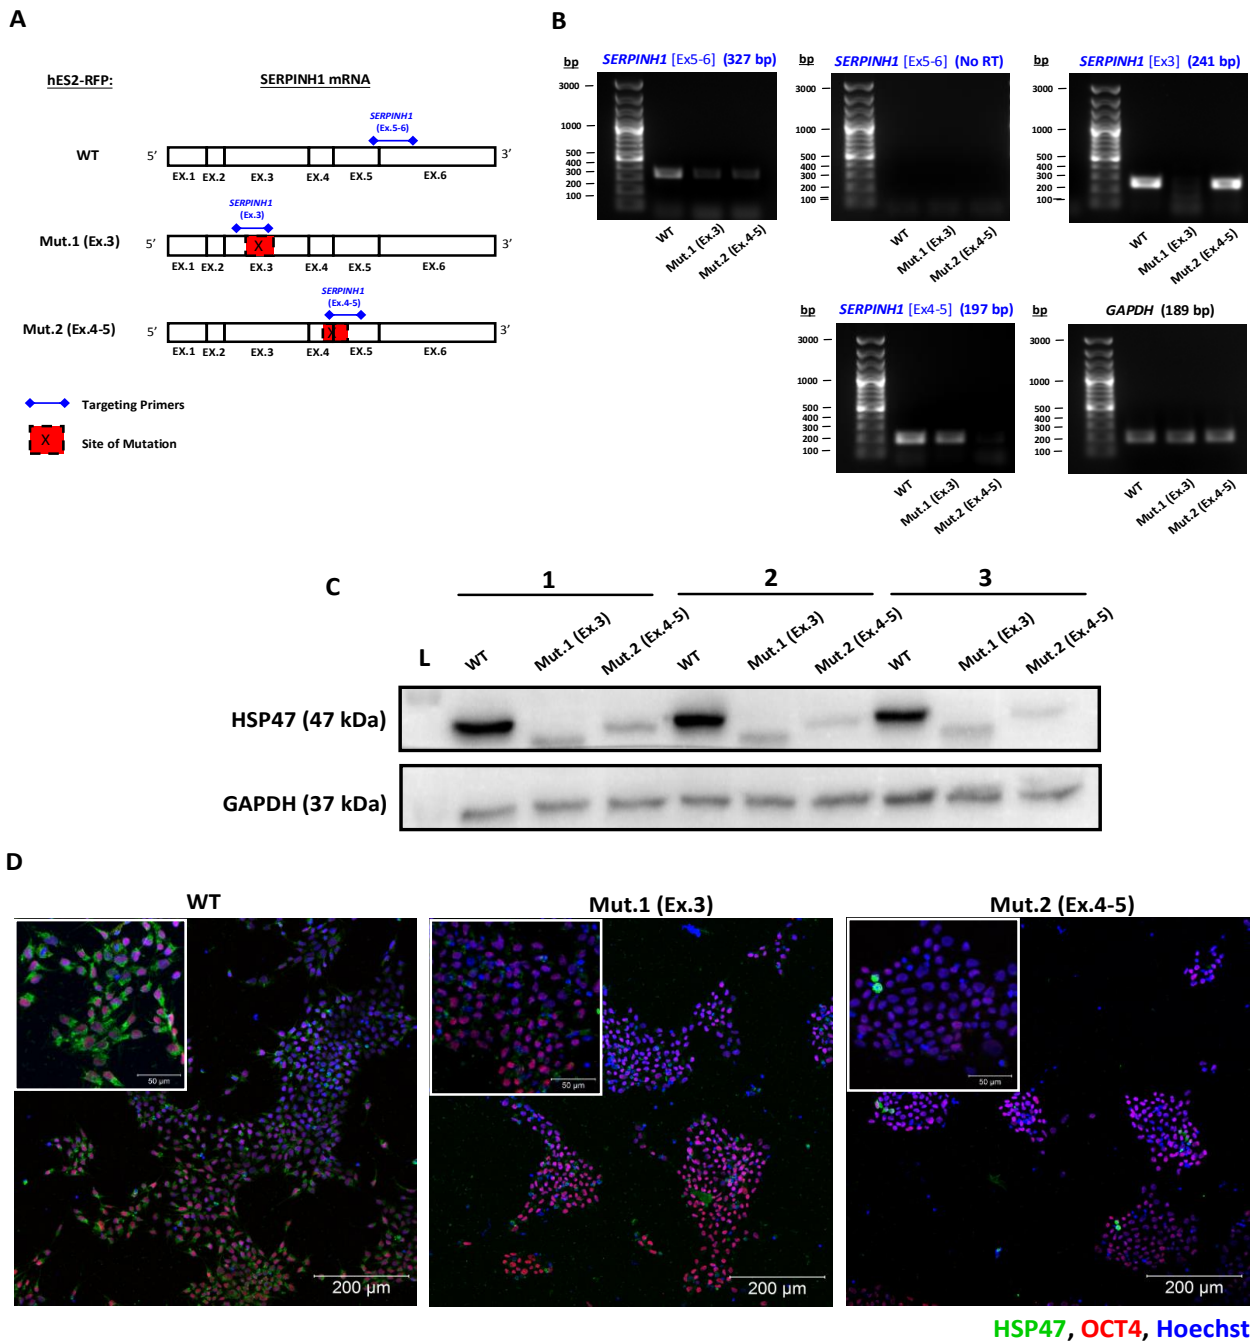 A
hES2-RFP:
SERPINH1 mRNA
SERPINH1
(Ex.5-6)
WT
5’
3’
EX.1 EX.2 EX.3 EX.4 EX.5 EX.6
SERPINH1
(Ex.3)
Mut.1 (Ex.3)
5’
X
3’
EX.1 EX.2 EX.3 EX.4 EX.5 EX.6
SERPINH1
(Ex.4-5)
Mut.2 (Ex.4-5)
5’
X
3’
EX.1 EX.2 EX.3 EX.4 EX.5 EX.6
Targeting Primers
X
Site of Mutation
B
bp
SERPINH1 [Ex5-6] (327 bp)
3000
1000
500
400
300
200
100
WT
Mut.1 (Ex.3)
Mut.2 (Ex.4-5)
bp
SERPINH1 [Ex5-6] (No RT)
3000
1000
500
400
300
200
100
WT
Mut.1 (Ex.3)
Mut.2 (Ex.4-5)
bp
SERPINH1 [Ex3] (241 bp)
3000
1000
500
400
300
200
100
WT
Mut.1 (Ex.3)
Mut.2 (Ex.4-5)
bp
SERPINH1 [Ex4-5] (197 bp)
3000
1000
500
400
300
200
100
WT
Mut.1 (Ex.3)
Mut.2 (Ex.4-5)
bp
GAPDH (189 bp)
3000
1000
500
400
300
200
100
WT
Mut.1 (Ex.3)
Mut.2 (Ex.4-5)
C
1 2 3
L WT Mut.1 (Ex.3) Mut.2 (Ex.4-5) WT Mut.1 (Ex.3) Mut.2 (Ex.4-5) WT Mut.1 (Ex.3) Mut.2 (Ex.4-5)
HSP47 (47 kDa)
GAPDH (37 kDa)
D
WT
50 µm
200 µm
Mut.1 (Ex.3)
50 µm
200 µm
Mut.2 (Ex.4-5)
50 µm
200 µm
HSP47, OCT4, Hoechst